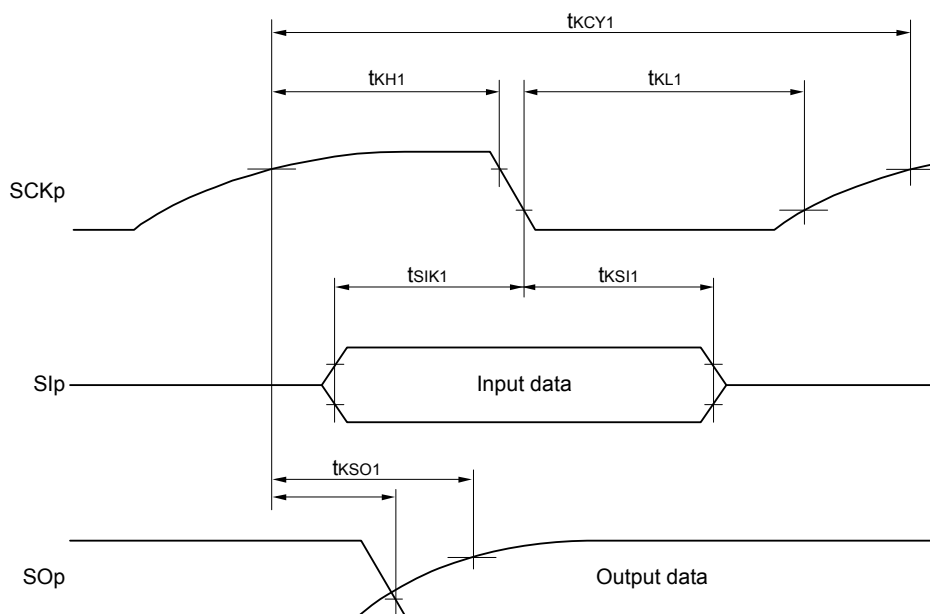 tKCY1
tKH1
tKL1
SCKp
tSIK1
tKSI1
SIp
Input data
tKSO1
SOp
Output data